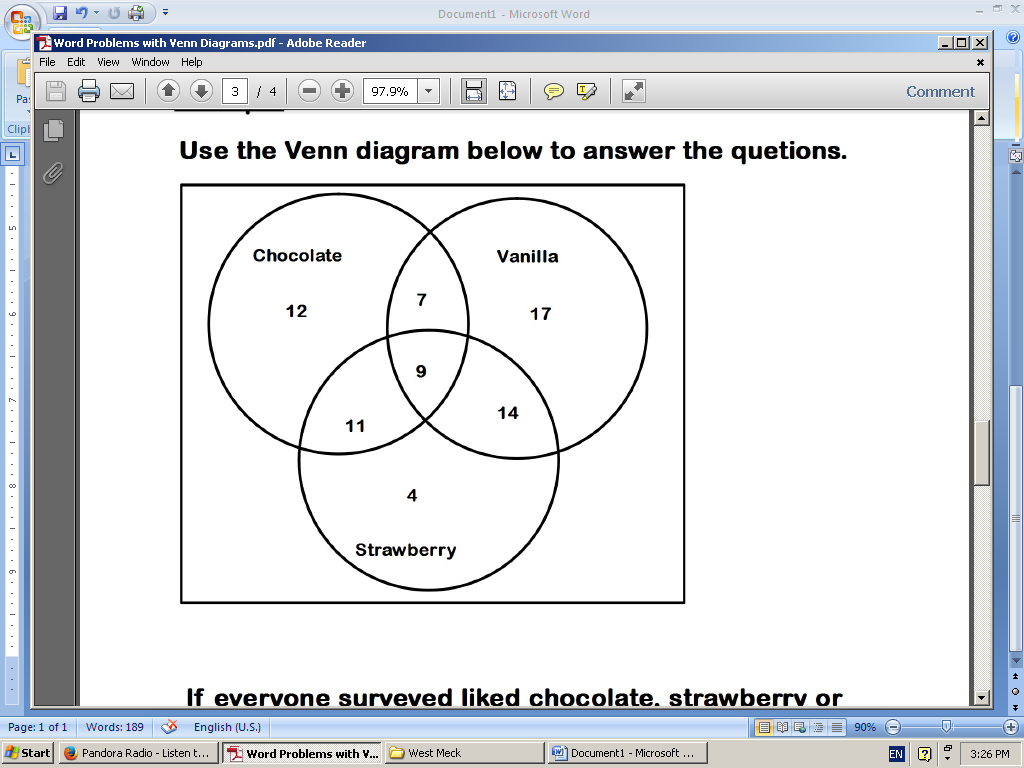 Document1 - Microsoft Word
Word Problems with Venn Diagrams.pdf - Adobe Reader
File Edit View Window Help
3 / 4 97.9% Comment
Use the Venn diagram below to answer the quetions.
Chocolate Vanilla
7
12 17
9
14
11
4
Strawberry
If everyone surveyed liked chocolate, strawberry or
Page: 1 of 1 Words: 189 English (U.S.) 90%
Start Pandora Radio - Listen t... Word Problems with V... West Meck Document1 - Microsoft ... EN 3:26 PM